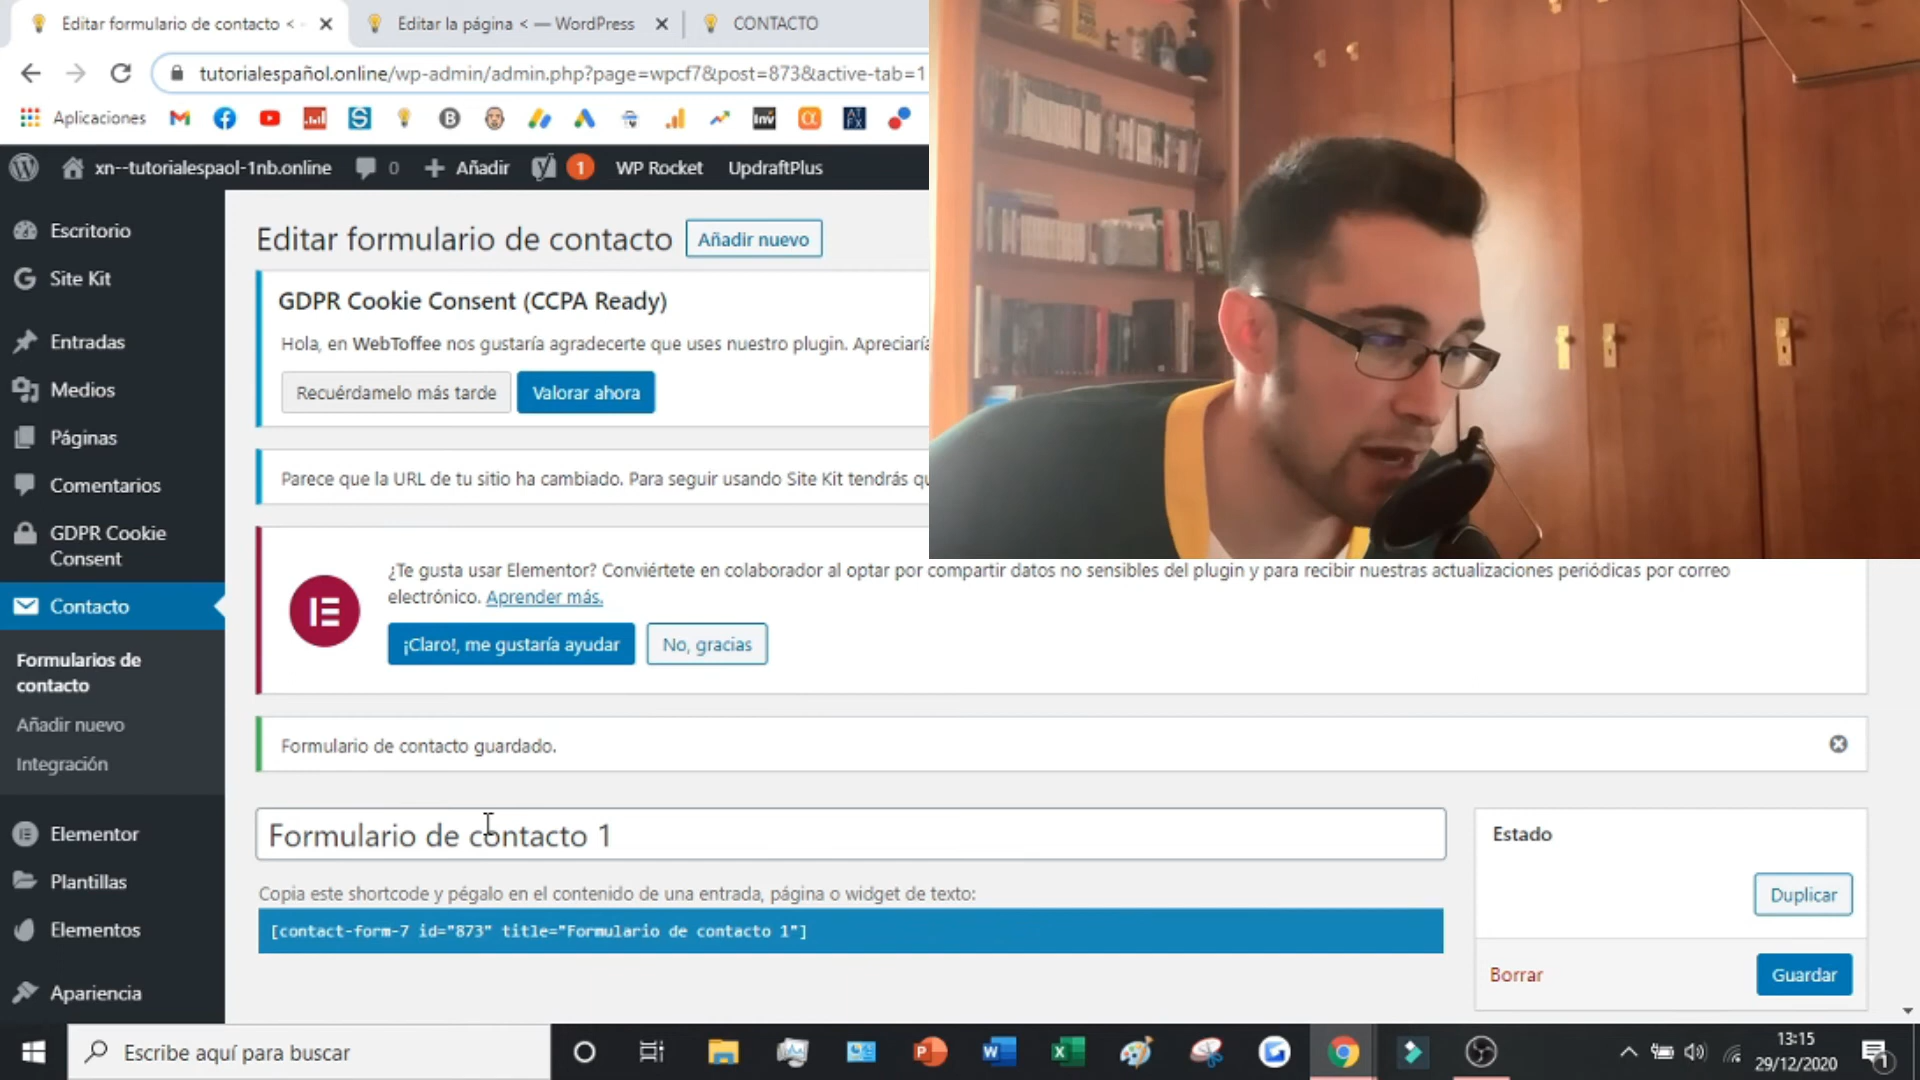 Editar formulario de contacto <
Editar la página < — WordPress
CONTACTO
tutorialespañol.online/wp-admin/admin.php?page=wpcf7&post=873&active-tab=1
Aplicaciones
Inv
AT
FX
xn--tutorialespaol-1nb.online
0
Añadir
1
WP Rocket
UpdraftPlus
Escritorio
Site Kit
Entradas
Medios
Páginas
Comentarios
GDPR Cookie
Consent
Contacto
Formularios de
contacto
Añadir nuevo
Integración
Elementor
Plantillas
Elementos
Apariencia
Editar formulario de contacto
Añadir nuevo
GDPR Cookie Consent (CCPA Ready)
Hola, en WebToffee nos gustaría agradecerte que uses nuestro plugin. Apreciaría
Recuérdamelo más tarde
Valorar ahora
Parece que la URL de tu sitio ha cambiado. Para seguir usando Site Kit tendrás qu
¿Te gusta usar Elementor? Conviértete en colaborador al optar por compartir datos no sensibles del plugin y para recibir nuestras actualizaciones periódicas por correo
electrónico. Aprender más.
¡Claro!, me gustaría ayudar
No, gracias
Formulario de contacto guardado.
Formulario de contacto 1
Copia este shortcode y pégalo en el contenido de una entrada, página o widget de texto:
[contact-form-7 id="873" title="Formulario de contacto 1"]
Estado
Duplicar
Borrar
Guardar
Escribe aquí para buscar
13:15
29/12/2020
1